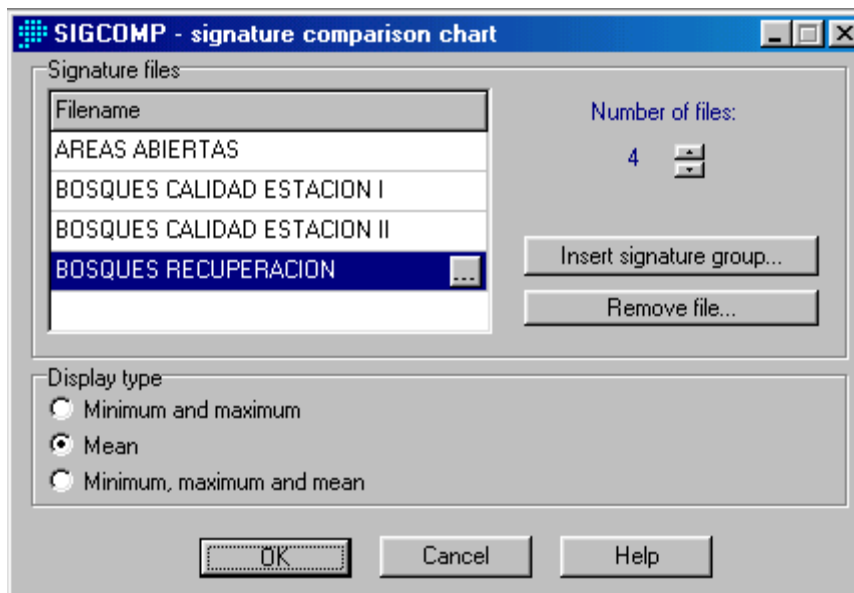 SIGCOMP - signature comparison chart
Signature files
Filename
AREAS ABIERTAS
BOSQUES CALIDAD ESTACION I
BOSQUES CALIDAD ESTACION II
BOSQUES RECUPERACION
...
Number of files:
4
Insert signature group...
Remove file...
Display type
Minimum and maximum
Mean
Minimum, maximum and mean
OK Cancel Help